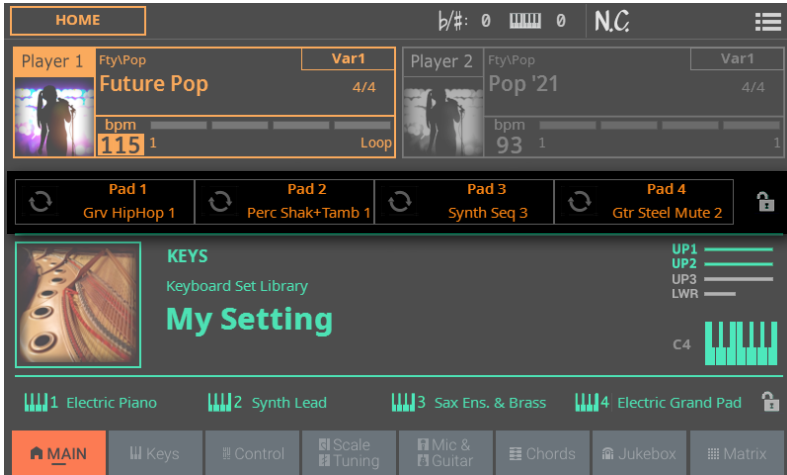 HOME
b/#: 0
0
N.C.
Player 1
Fty\Pop
Var1
Future Pop
4/4
bpm
115
1
Loop
Player 2
Fty\Pop
Var1
Pop '21
4/4
bpm
93
1
1
Pad 1
Grv HipHop 1
Pad 2
Perc Shak+Tamb 1
Pad 3
Synth Seq 3
Pad 4
Gtr Steel Mute 2
KEYS
Keyboard Set Library
My Setting
UP1
UP2
UP3
LWR
C4
1 Electric Piano
2 Synth Lead
3 Sax Ens. & Brass
4 Electric Grand Pad
MAIN
Keys
Control
Scale
Tuning
Mic &
Guitar
Chords
Jukebox
Matrix